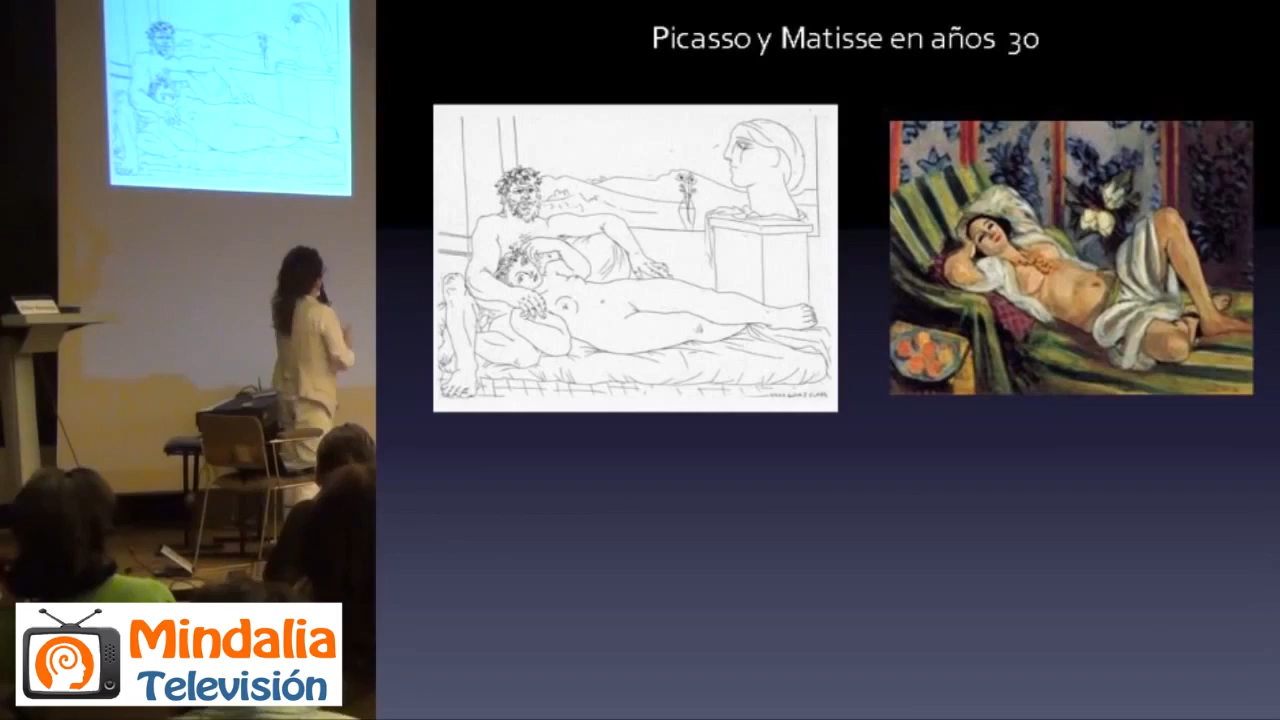 Picasso y Matisse en años 30
Mindalia
Televisión